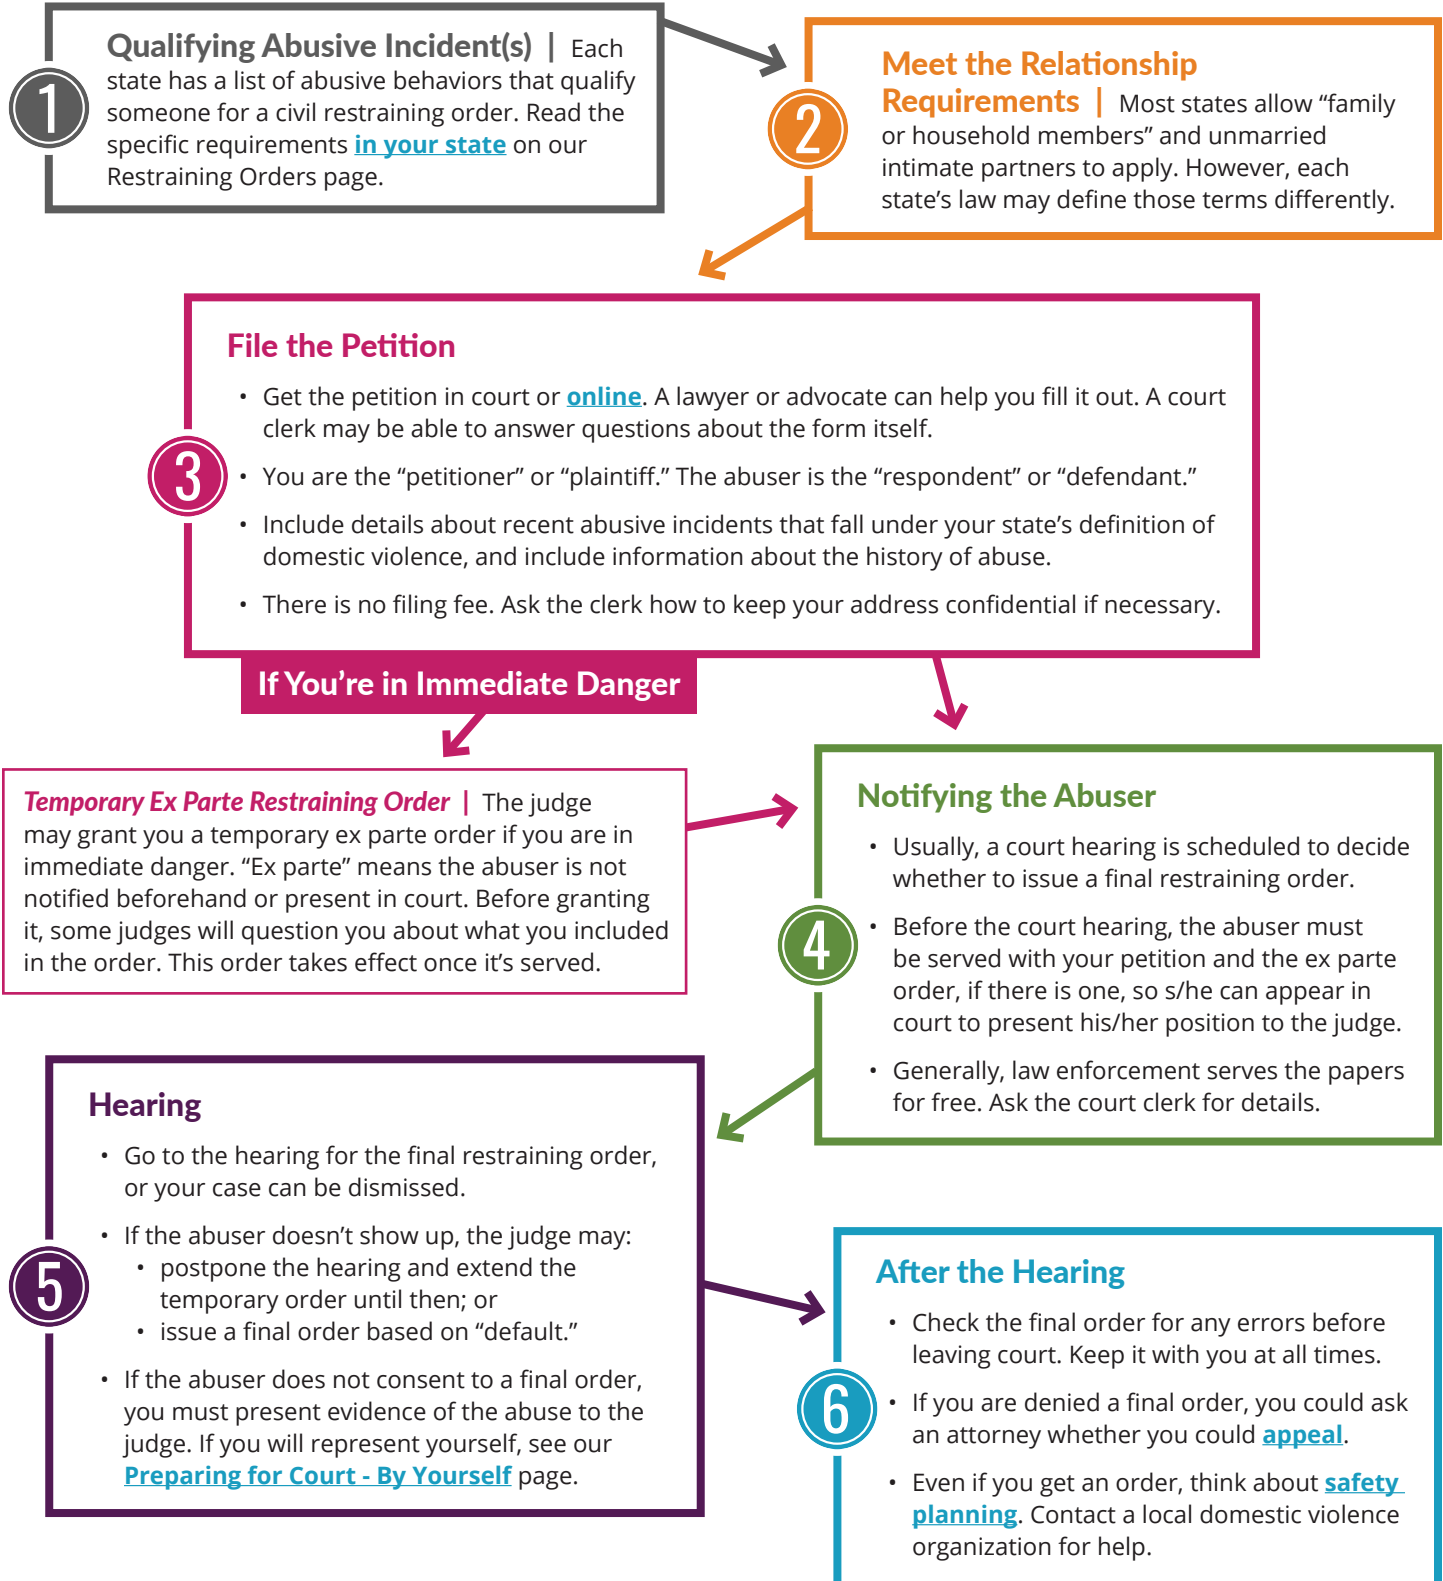 1
Qualifying Abusive Incident(s) | Each
state has a list of abusive behaviors that qualify
someone for a civil restraining order. Read the
specific requirements in your state on our
Restraining Orders page.
2
Meet the Relationship
Requirements | Most states allow “family
or household members” and unmarried
intimate partners to apply. However, each
state’s law may define those terms differently.
3
File the Petition
• Get the petition in court or online. A lawyer or advocate can help you fill it out. A court
clerk may be able to answer questions about the form itself.
• You are the “petitioner” or “plaintiff.” The abuser is the “respondent” or “defendant.”
• Include details about recent abusive incidents that fall under your state’s definition of
domestic violence, and include information about the history of abuse.
• There is no filing fee. Ask the clerk how to keep your address confidential if necessary.
If You’re in Immediate Danger
Temporary Ex Parte Restraining Order | The judge
may grant you a temporary ex parte order if you are in
immediate danger. “Ex parte” means the abuser is not
notified beforehand or present in court. Before granting
it, some judges will question you about what you included
in the order. This order takes effect once it’s served.
4
Notifying the Abuser
• Usually, a court hearing is scheduled to decide
whether to issue a final restraining order.
• Before the court hearing, the abuser must
be served with your petition and the ex parte
order, if there is one, so s/he can appear in
court to present his/her position to the judge.
• Generally, law enforcement serves the papers
for free. Ask the court clerk for details.
5
Hearing
• Go to the hearing for the final restraining order,
or your case can be dismissed.
• If the abuser doesn’t show up, the judge may:
• postpone the hearing and extend the
temporary order until then; or
• issue a final order based on “default.”
• If the abuser does not consent to a final order,
you must present evidence of the abuse to the
judge. If you will represent yourself, see our
Preparing for Court - By Yourself page.
6
After the Hearing
• Check the final order for any errors before
leaving court. Keep it with you at all times.
• If you are denied a final order, you could ask
an attorney whether you could appeal.
• Even if you get an order, think about safety
planning. Contact a local domestic violence
organization for help.